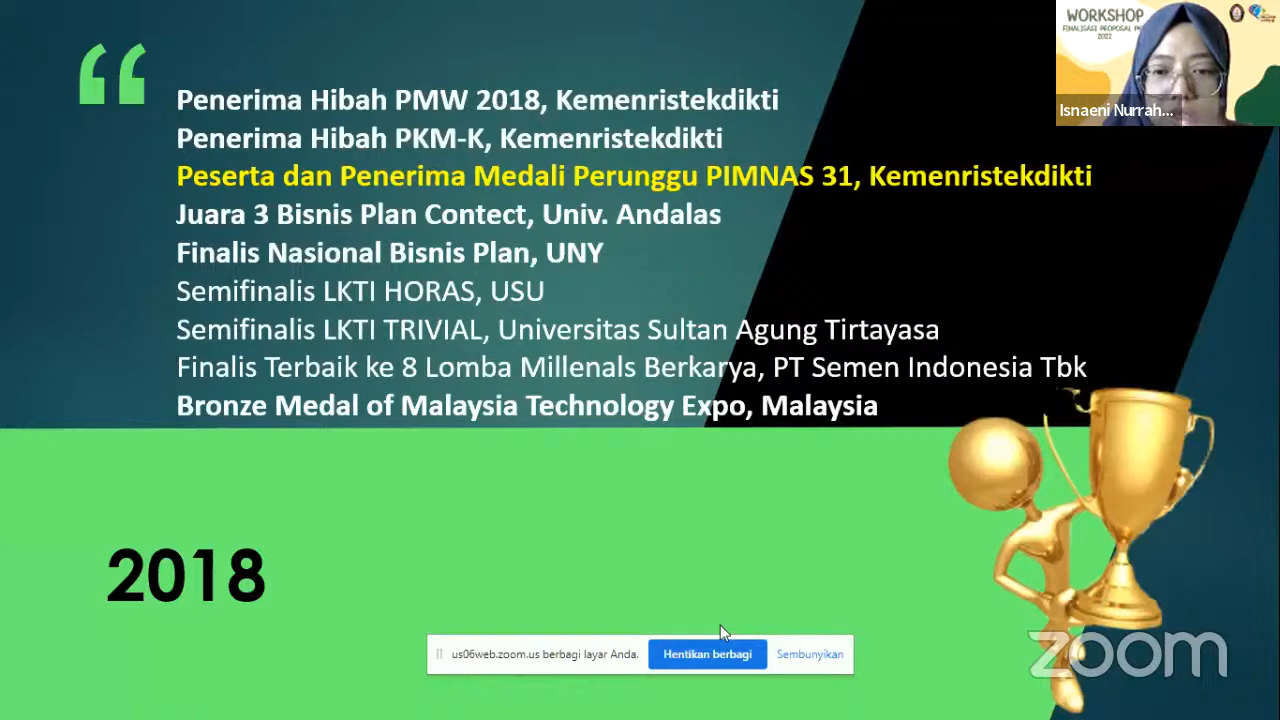 Penerima Hibah PMW 2018, Kemenristekdikti
Penerima Hibah PKM-K, Kemenristekdikti
Peserta dan Penerima Medali Perunggu PIMNAS 31, Kemenristekdikti
Juara 3 Bisnis Plan Contect, Univ. Andalas
Finalis Nasional Bisnis Plan, UNY
Semifinalis LKTI HORAS, USU
Semifinalis LKTI TRIVIAL, Universitas Sultan Agung Tirtayasa
Finalis Terbaik ke 8 Lomba Millenals Berkarya, PT Semen Indonesia Tbk
Bronze Medal of Malaysia Technology Expo, Malaysia
2018
WORKSHOP
FINALISASI PROPOSAL
2022
Isnaeni Nurrah...
us06web.zoom.us berbagi layar Anda.
Hentikan berbagi
Sembunyikan
zoom